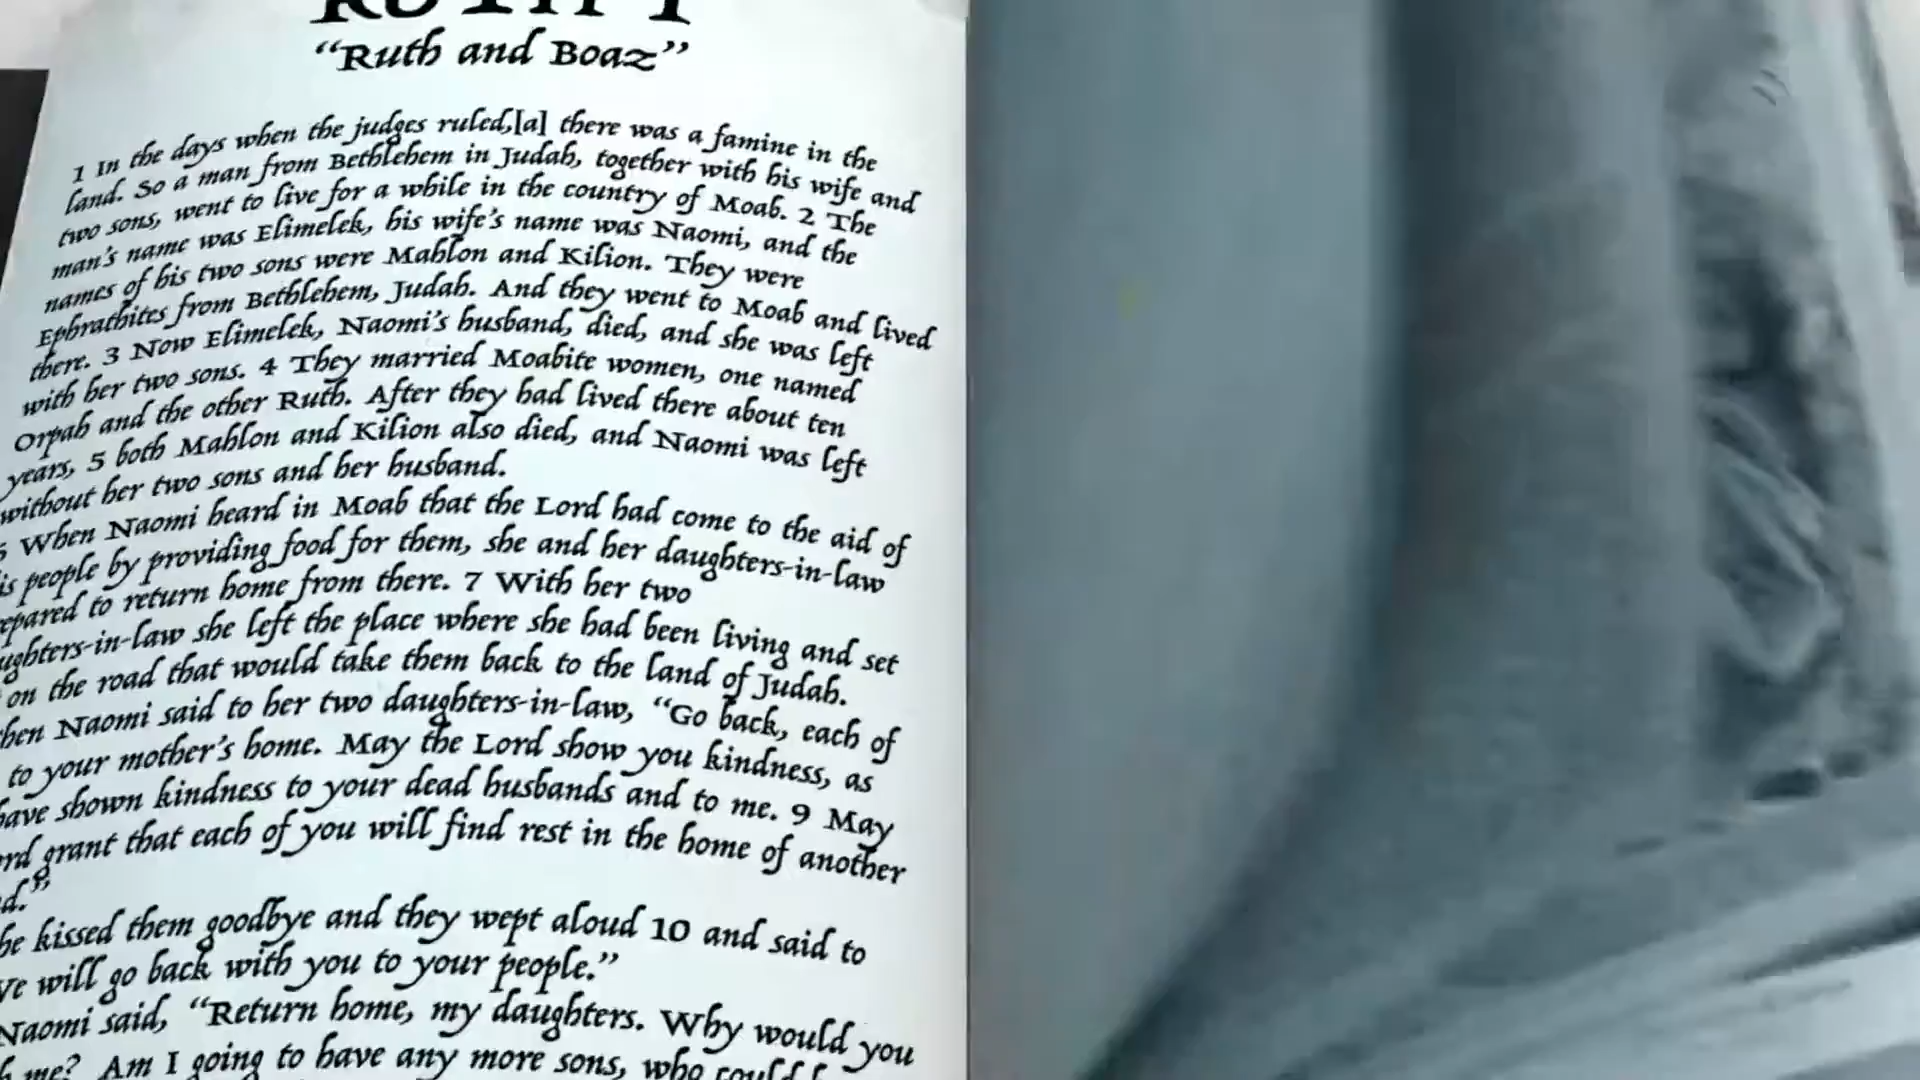 RUTH 1
“Ruth and Boaz”
1 In the days when the judges ruled,[a] there was a famine in the
land. So a man from Bethlehem in Judah, together with his wife and
two sons, went to live for a while in the country of Moab. 2 The
man’s name was Elimelek, his wife’s name was Naomi, and the
names of his two sons were Mahlon and Kilion. They were
Ephrathites from Bethlehem, Judah. And they went to Moab and lived
there. 3 Now Elimelek, Naomi’s husband, died, and she was left
with her two sons. 4 They married Moabite women, one named
Orpah and the other Ruth. After they had lived there about ten
years, 5 both Mahlon and Kilion also died, and Naomi was left
without her two sons and her husband.
When Naomi heard in Moab that the Lord had come to the aid of
people by providing food for them, she and her daughters-in-law
to return home from there. 7 With her two
she left the place where she had been living and set
on the road that would take them back to the land of Judah.
Naomi said to her two daughters-in-law, “Go back, each of
to your mother’s home. May the Lord show you kindness, as
shown kindness to your dead husbands and to me. 9 May
grant that each of you will find rest in the home of another
kissed them goodbye and they wept aloud 10 and said to
will go back with you to your people.”
Naomi said, “Return home, my daughters. Why would you
me? Am I going to have any more sons, who could